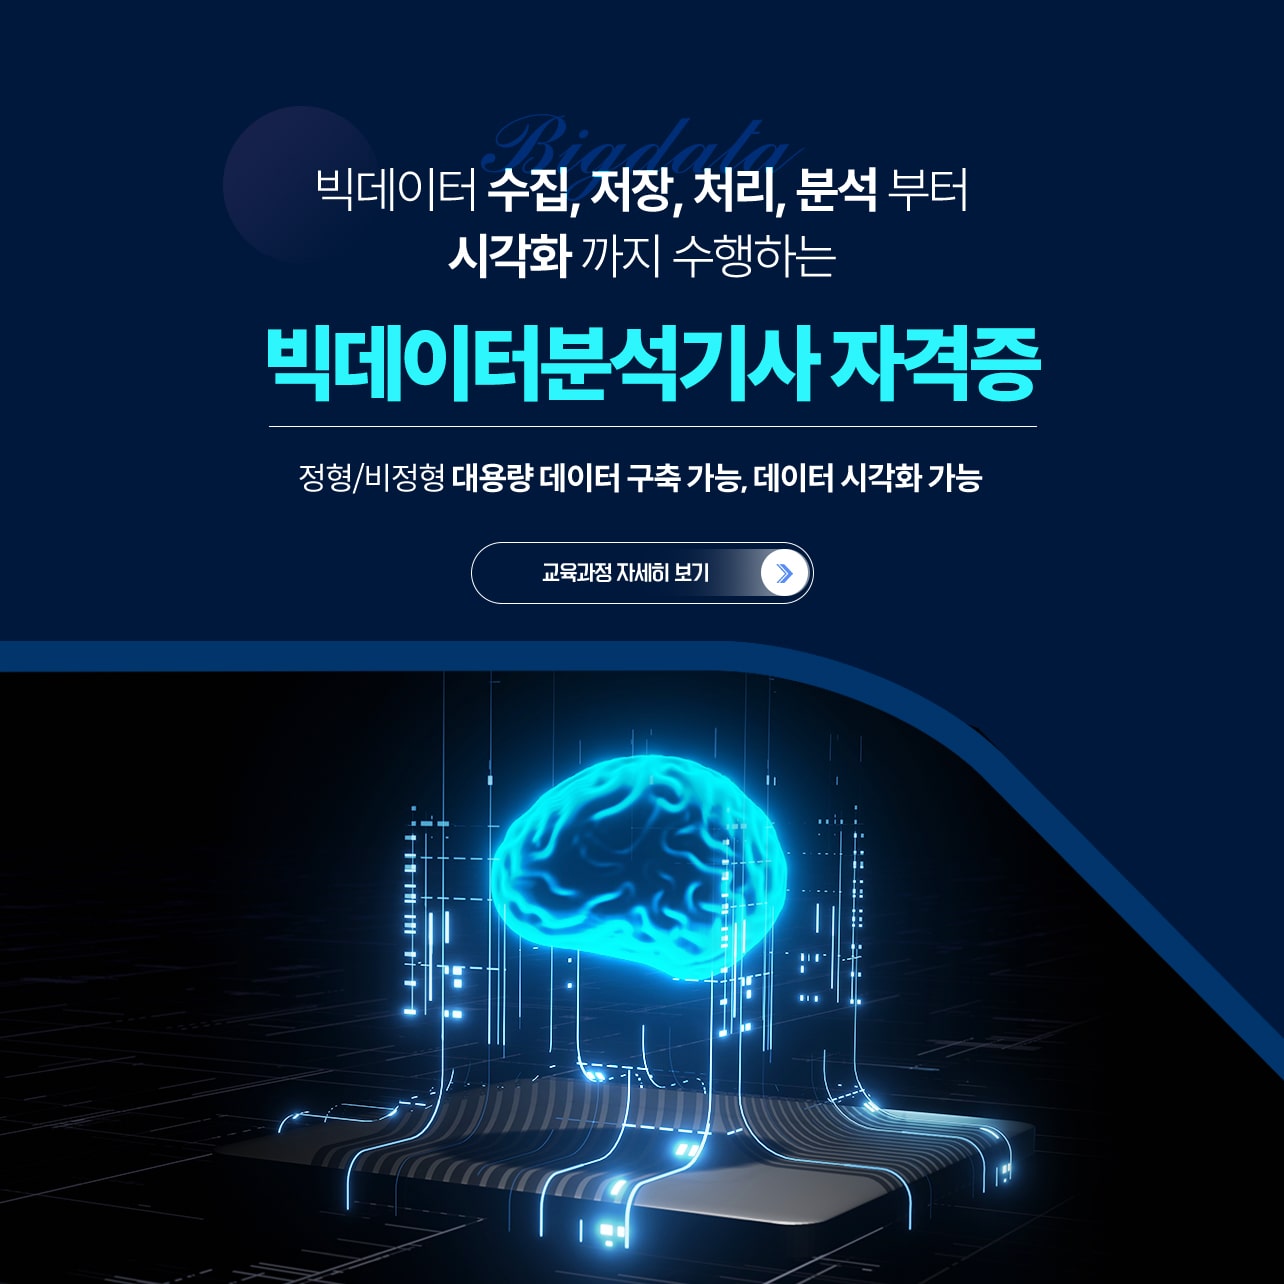 Bigdata
빅데이터 수집, 저장, 처리, 분석 부터
시각화 까지 수행하는
빅데이터분석기사 자격증
정형/비정형 대용량 데이터 구축 가능, 데이터 시각화 가능
교육과정 자세히 보기